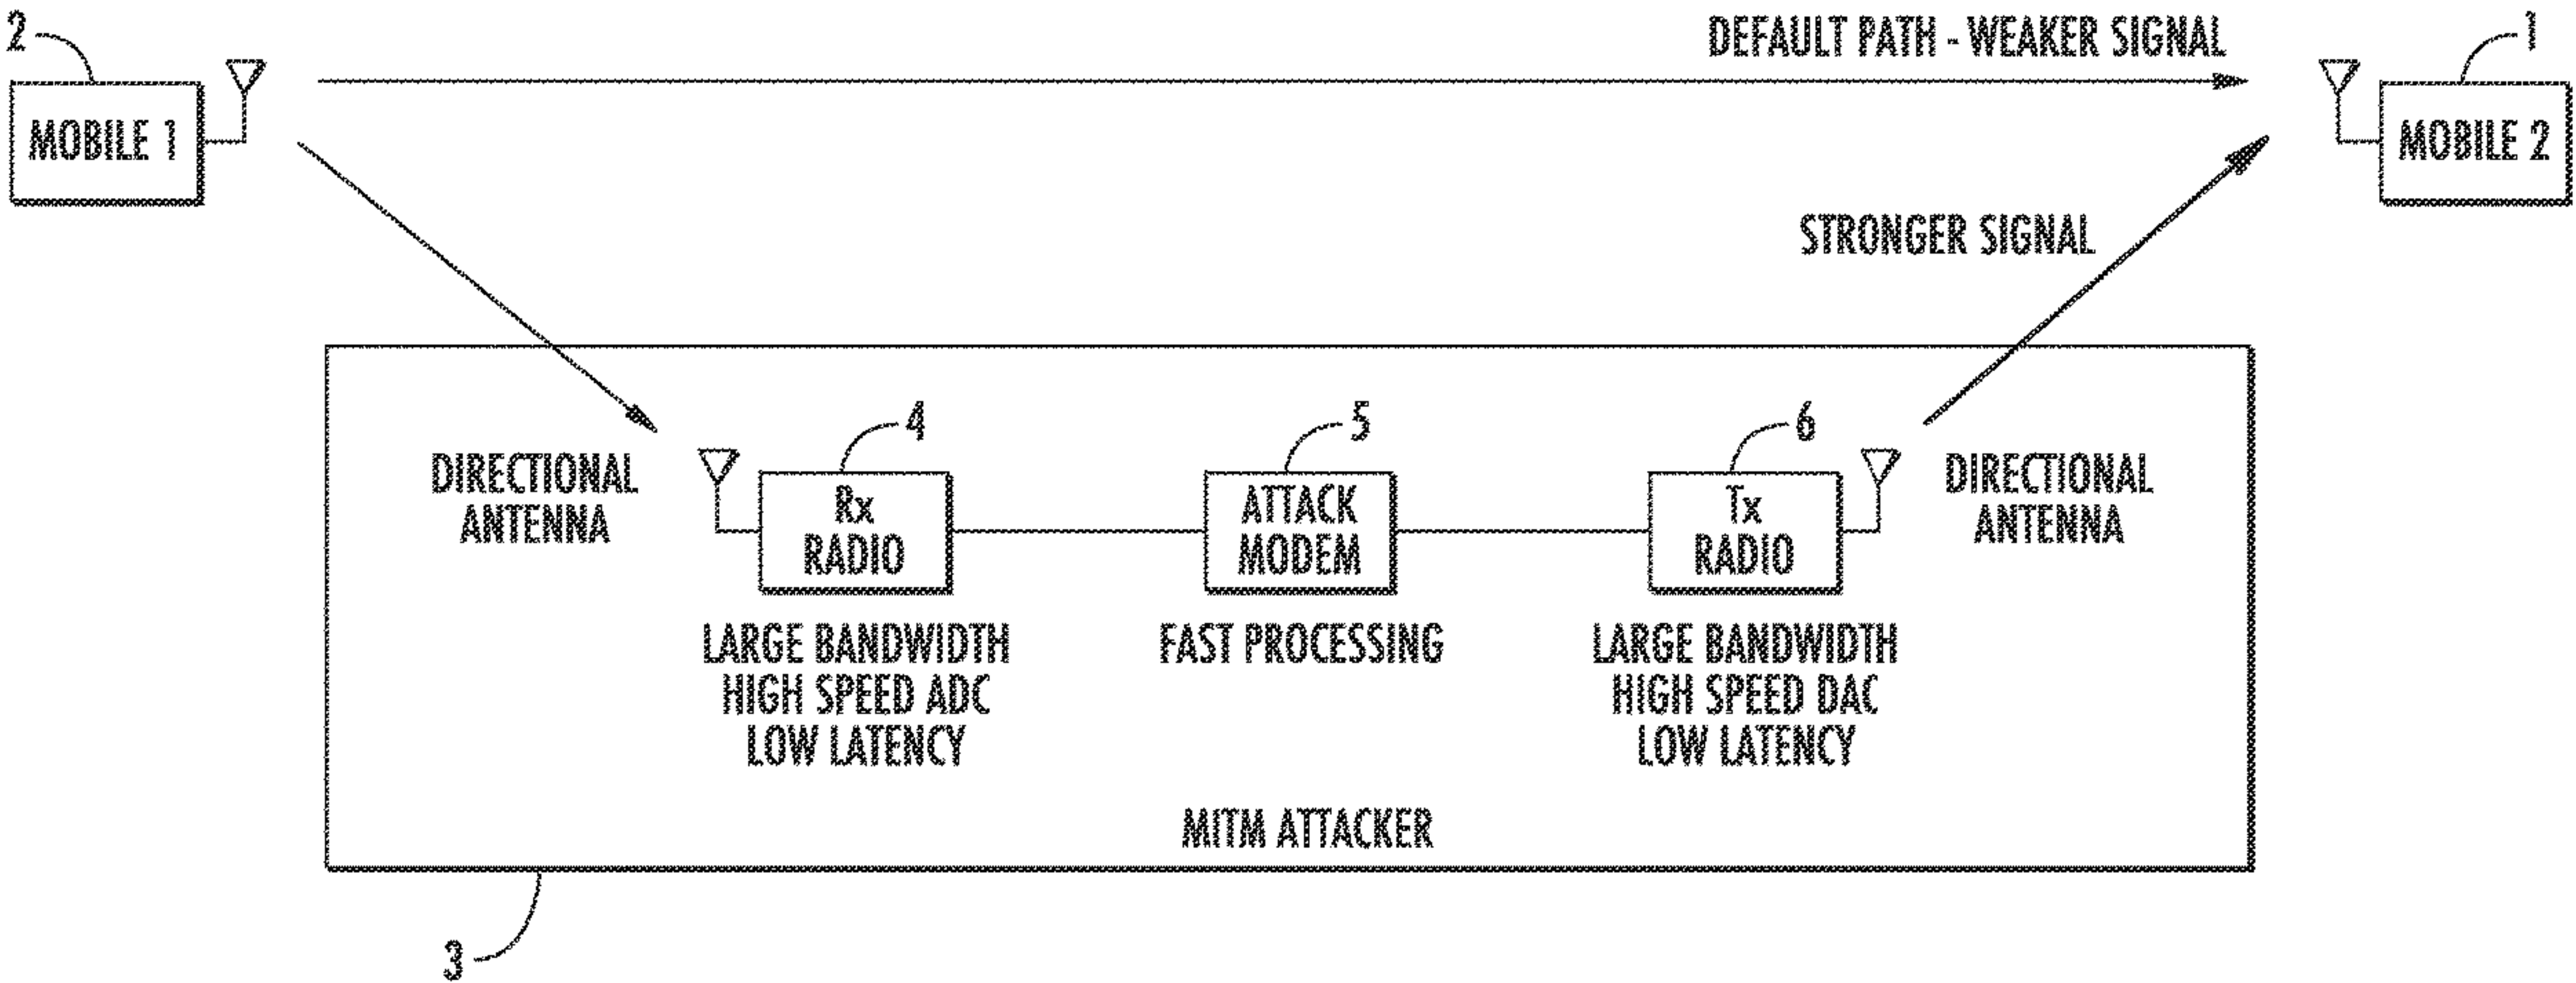 2
DEFAULT PATH - WEAKER SIGNAL
1
MOBILE 1
MOBILE 2
STRONGER SIGNAL
4
5
6
DIRECTIONAL
ANTENNA
Rx
RADIO
ATTACK
MODEM
Tx
RADIO
DIRECTIONAL
ANTENNA
LARGE BANDWIDTH
HIGH SPEED ADC
LOW LATENCY
FAST PROCESSING
LARGE BANDWIDTH
HIGH SPEED DAC
LOW LATENCY
MITM ATTACKER
3